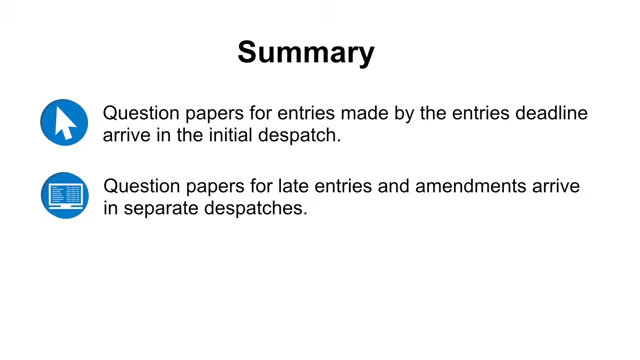 Summary
Question papers for entries made by the entries deadline
arrive in the initial despatch.
Question papers for late entries and amendments arrive
in separate despatches.